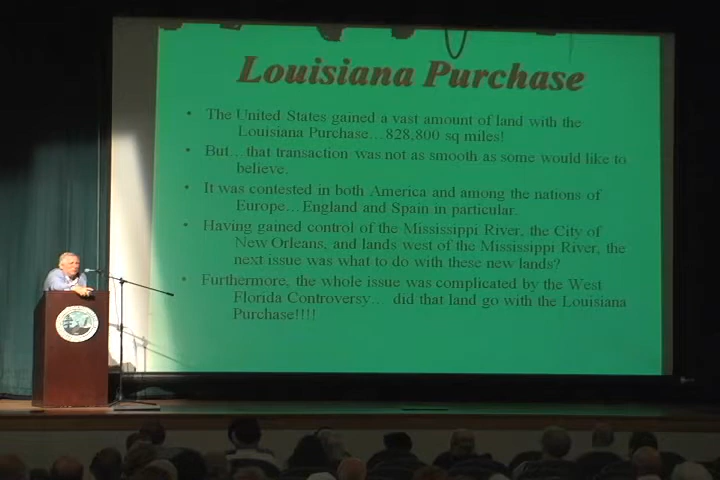 Louisiana Purchase
• The United States gained a vast amount of land with the
Louisiana Purchase…828,800 sq miles!
• But…that transaction was not as smooth as some would like to
believe.
• It was contested in both America and among the nations of
Europe…England and Spain in particular.
• Having gained control of the Mississippi River, the City of
New Orleans, and lands west of the Mississippi River, the
next issue was what to do with these new lands?
• Furthermore, the whole issue was complicated by the West
Florida Controversy… did that land go with the Louisiana
Purchase!!!!